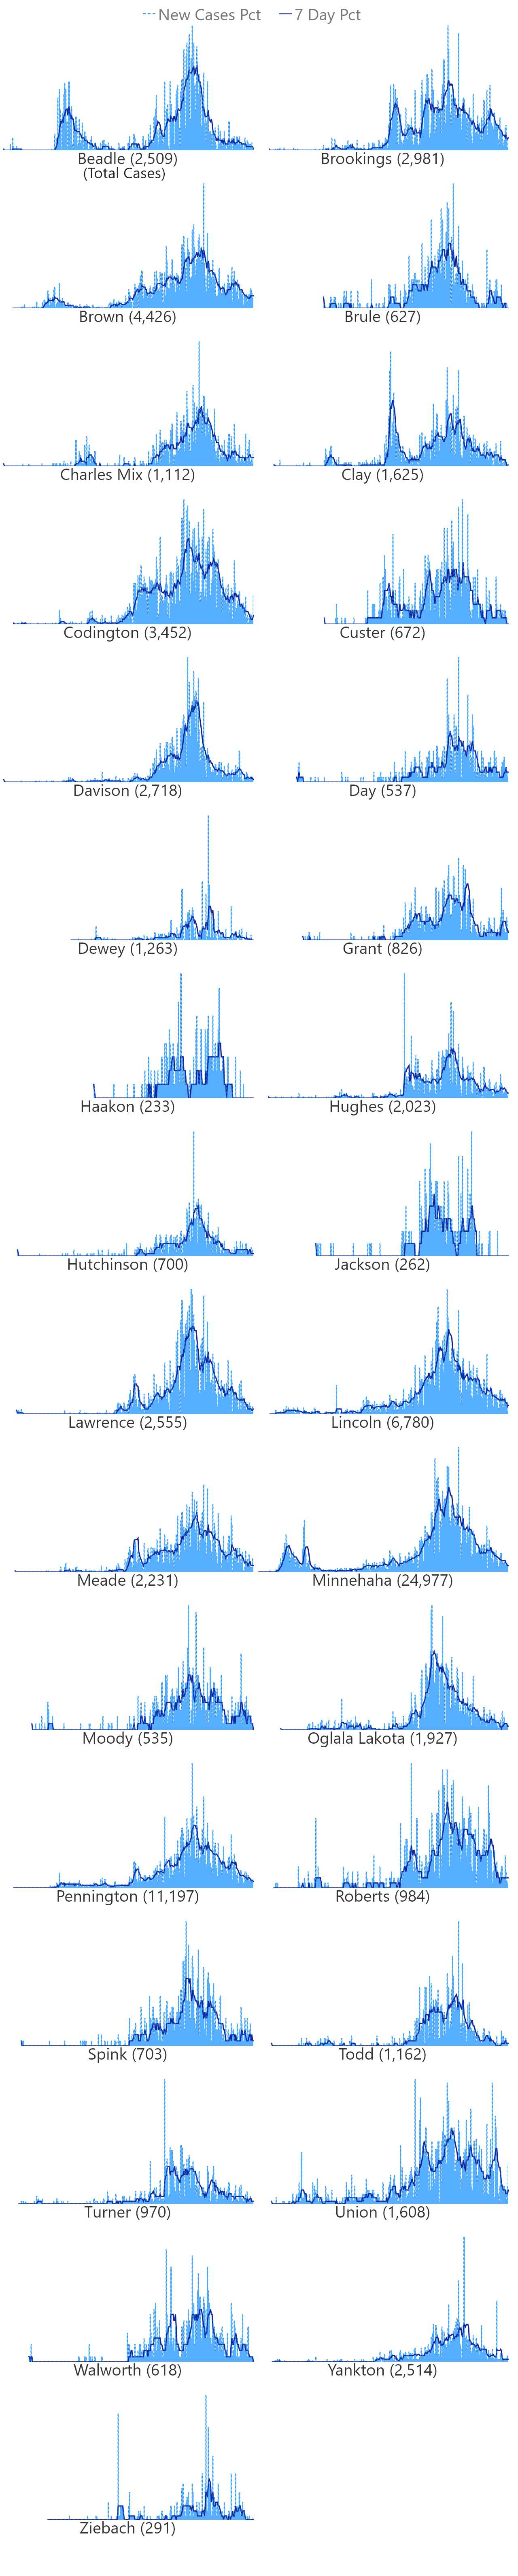 New Cases Pct 7 Day Pct
Beadle (2,509) Brookings (2,981)
(Total Cases)
Brown (4,426) Brule (627)
Charles Mix (1,112) Clay (1,625)
Codington (3,452) Custer (672)
Davison (2,718) Day (537)
Dewey (1,263) Grant (826)
Haakon (233) Hughes (2,023)
Hutchinson (700) Jackson (262)
Lawrence (2,555) Lincoln (6,780)
Meade (2,231) Minnehaha (24,977)
Moody (535) Oglala Lakota (1,927)
Pennington (11,197) Roberts (984)
Spink (703) Todd (1,162)
Turner (970) Union (1,608)
Walworth (618) Yankton (2,514)
Ziebach (291)